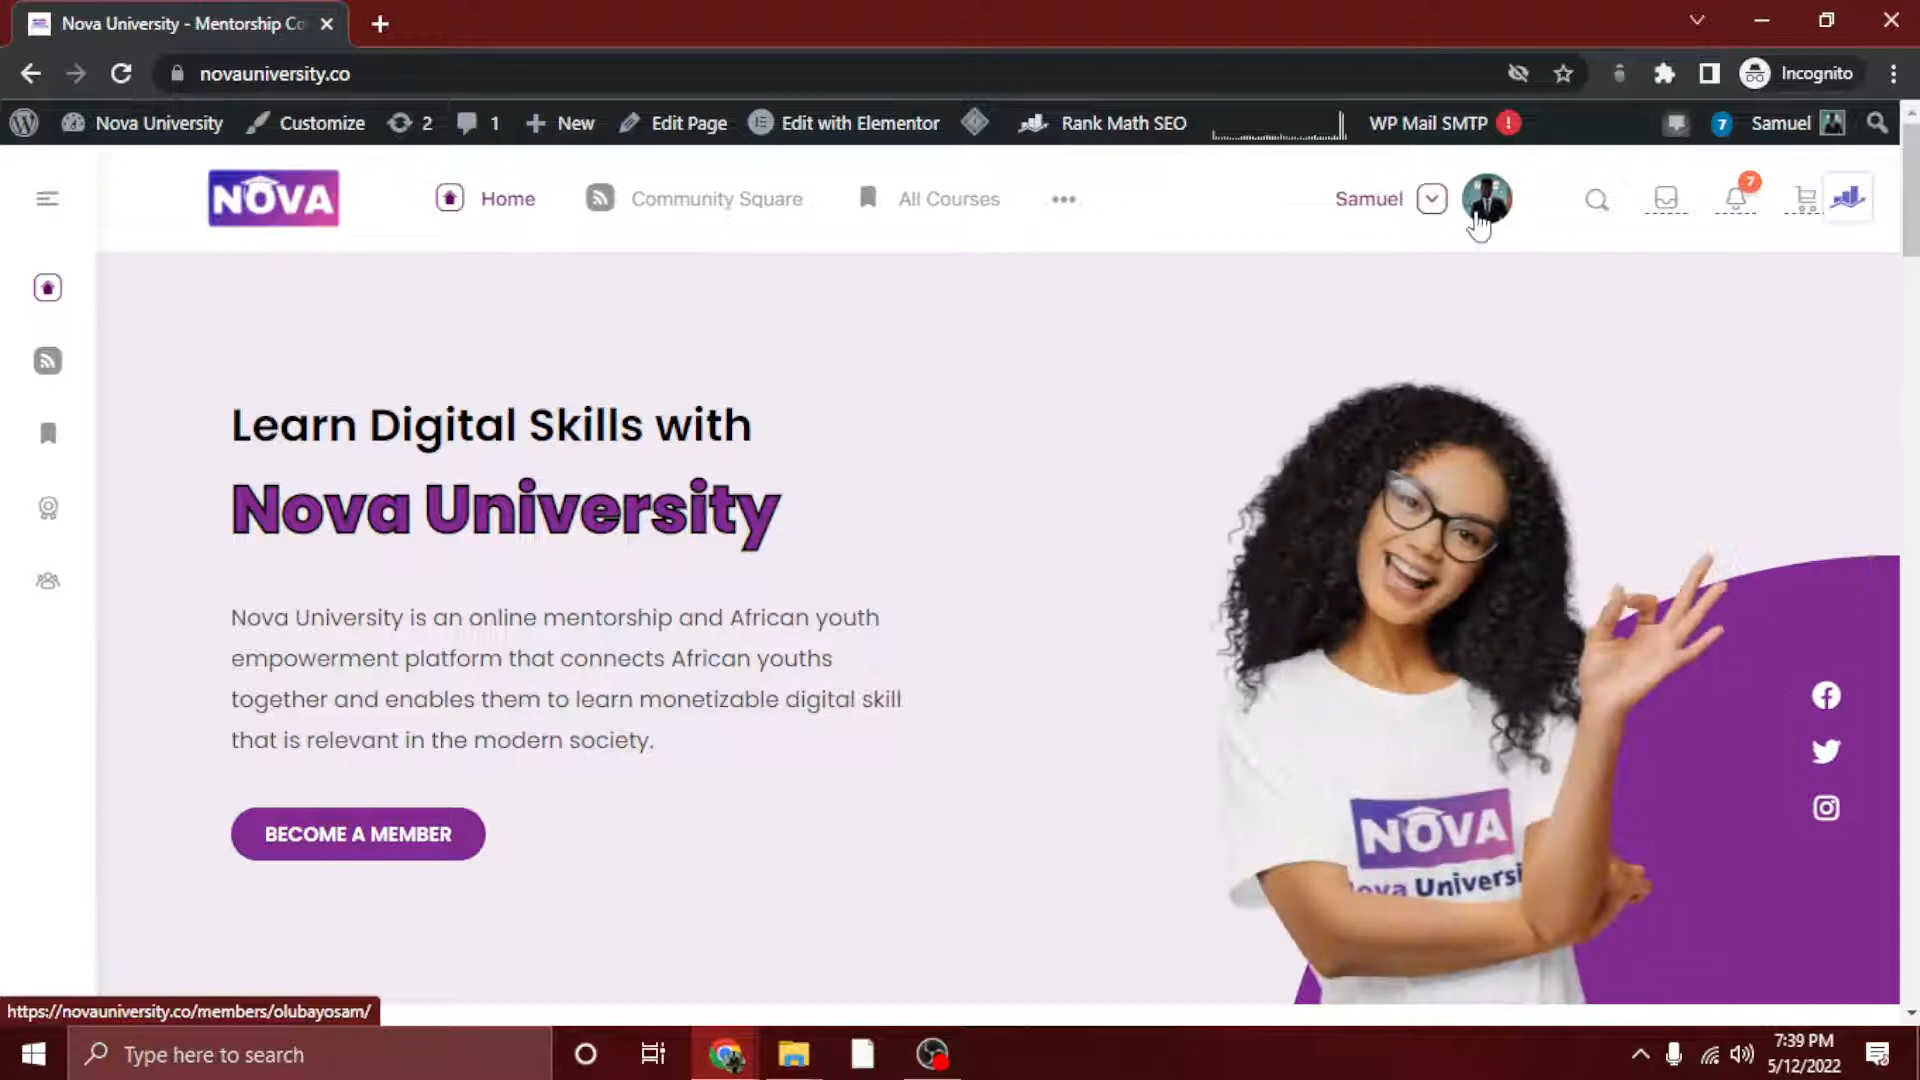 Nova University - Mentorship Co
novauniversity.co
Incognito
Nova University
Customize
2
1
New
Edit Page
Edit with Elementor
Rank Math SEO
WP Mail SMTP
!
7
Samuel
NOVA
Home
Community Square
All Courses
Samuel
7
Learn Digital Skills with
Nova University
Nova University is an online mentorship and African youth
empowerment platform that connects African youths
together and enables them to learn monetizable digital skill
that is relevant in the modern society.
BECOME A MEMBER
NOVA
Nova Universi
https://novauniversity.co/members/olubayosam/
Type here to search
7:39 PM
5/12/2022